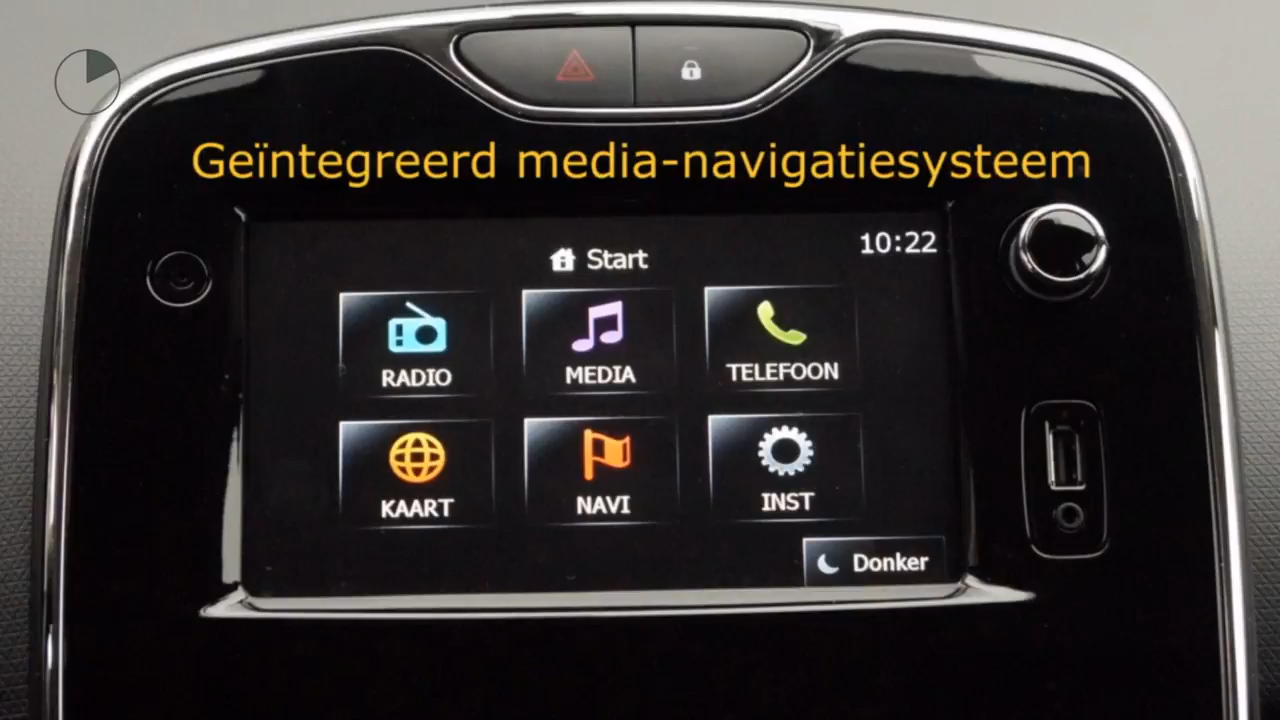 Geïntegreerd media-navigatiesysteem
10:22
Start
RADIO
MEDIA
TELEFOON
KAART
NAVI
INST
Donker